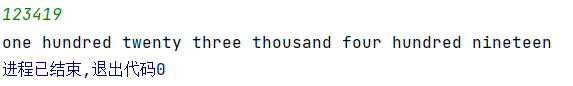 123419
one hundred twenty three thousand four hundred nineteen
进程已结束,退出代码0